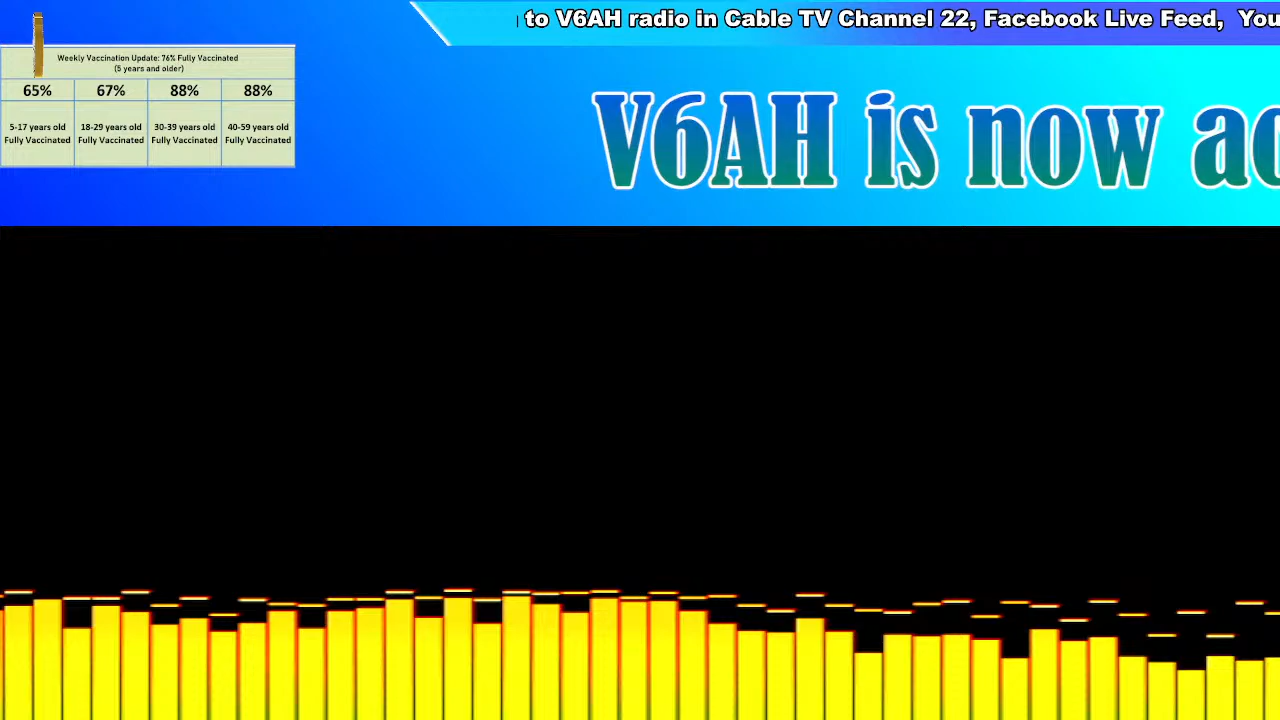 to V6AH radio in Cable TV Channel 22, Facebook Live Feed, You
Weekly Vaccination Update: 76% Fully Vaccinated
(5 years and older)
65% 67% 88% 88%
5-17 years old 18-29 years old 30-39 years old 40-59 years old
Fully Vaccinated Fully Vaccinated Fully Vaccinated Fully Vaccinated
V6AH is now